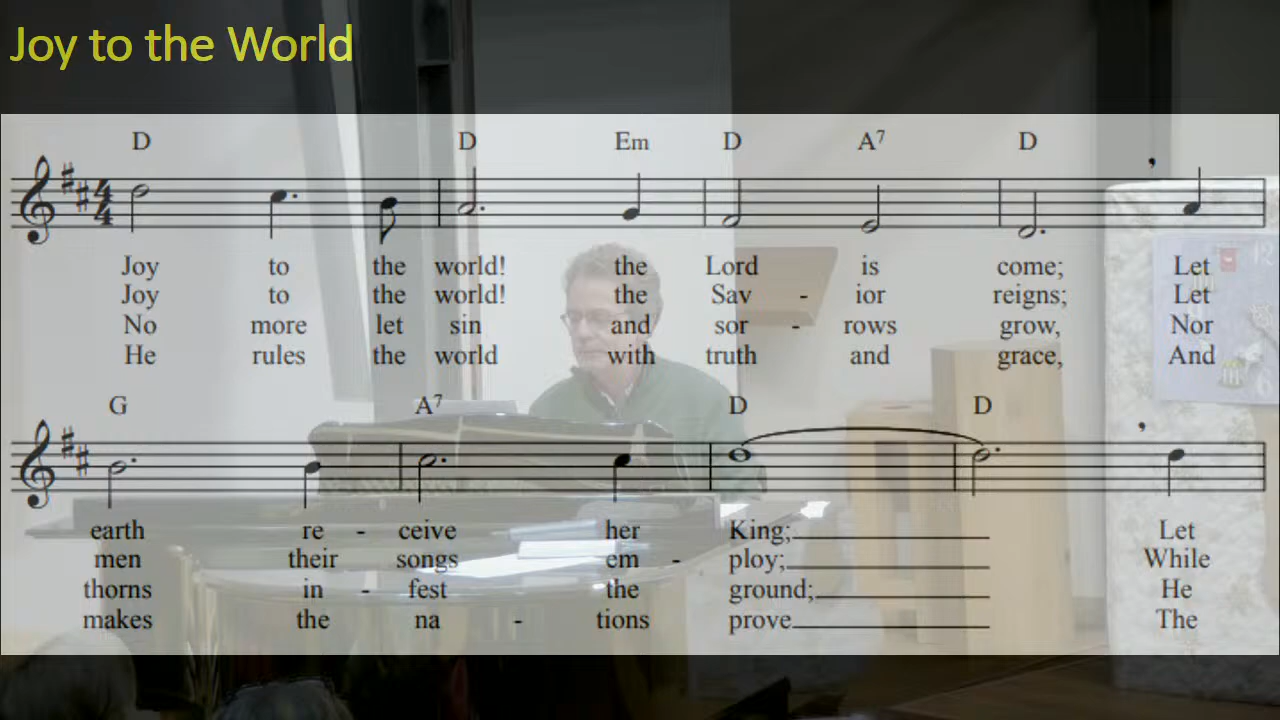 Joy to the World
D D Em D A7 D
4
4
Joy to the world! the Lord is come; Let
Joy to the world! the Sav - ior reigns; Let
No more let sin and sor - rows grow, Nor
He rules the world with truth and grace, And
G A7 D D
earth re - ceive her King; Let
men their songs em - ploy; While
thorns in - fest the ground; He
makes the na - tions prove The